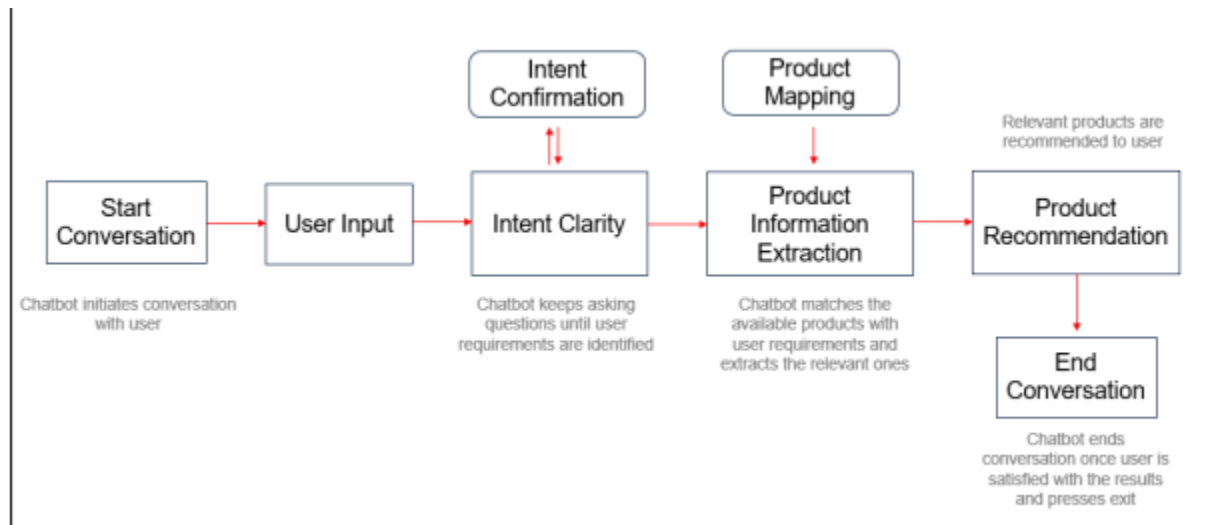 Intent
Confirmation
Product
Mapping
Relevant products are
recommended to user
Start
Conversation
User Input
Intent Clarity
Product
Information
Extraction
Product
Recommendation
Chatbot initiates conversation
with user
Chatbot keeps asking
questions until user
requirements are identified
Chatbot matches the
available products with
user requirements and
extracts the relevant ones
End
Conversation
Chatbot ends
conversation once user is
satisfied with the results
and presses exit